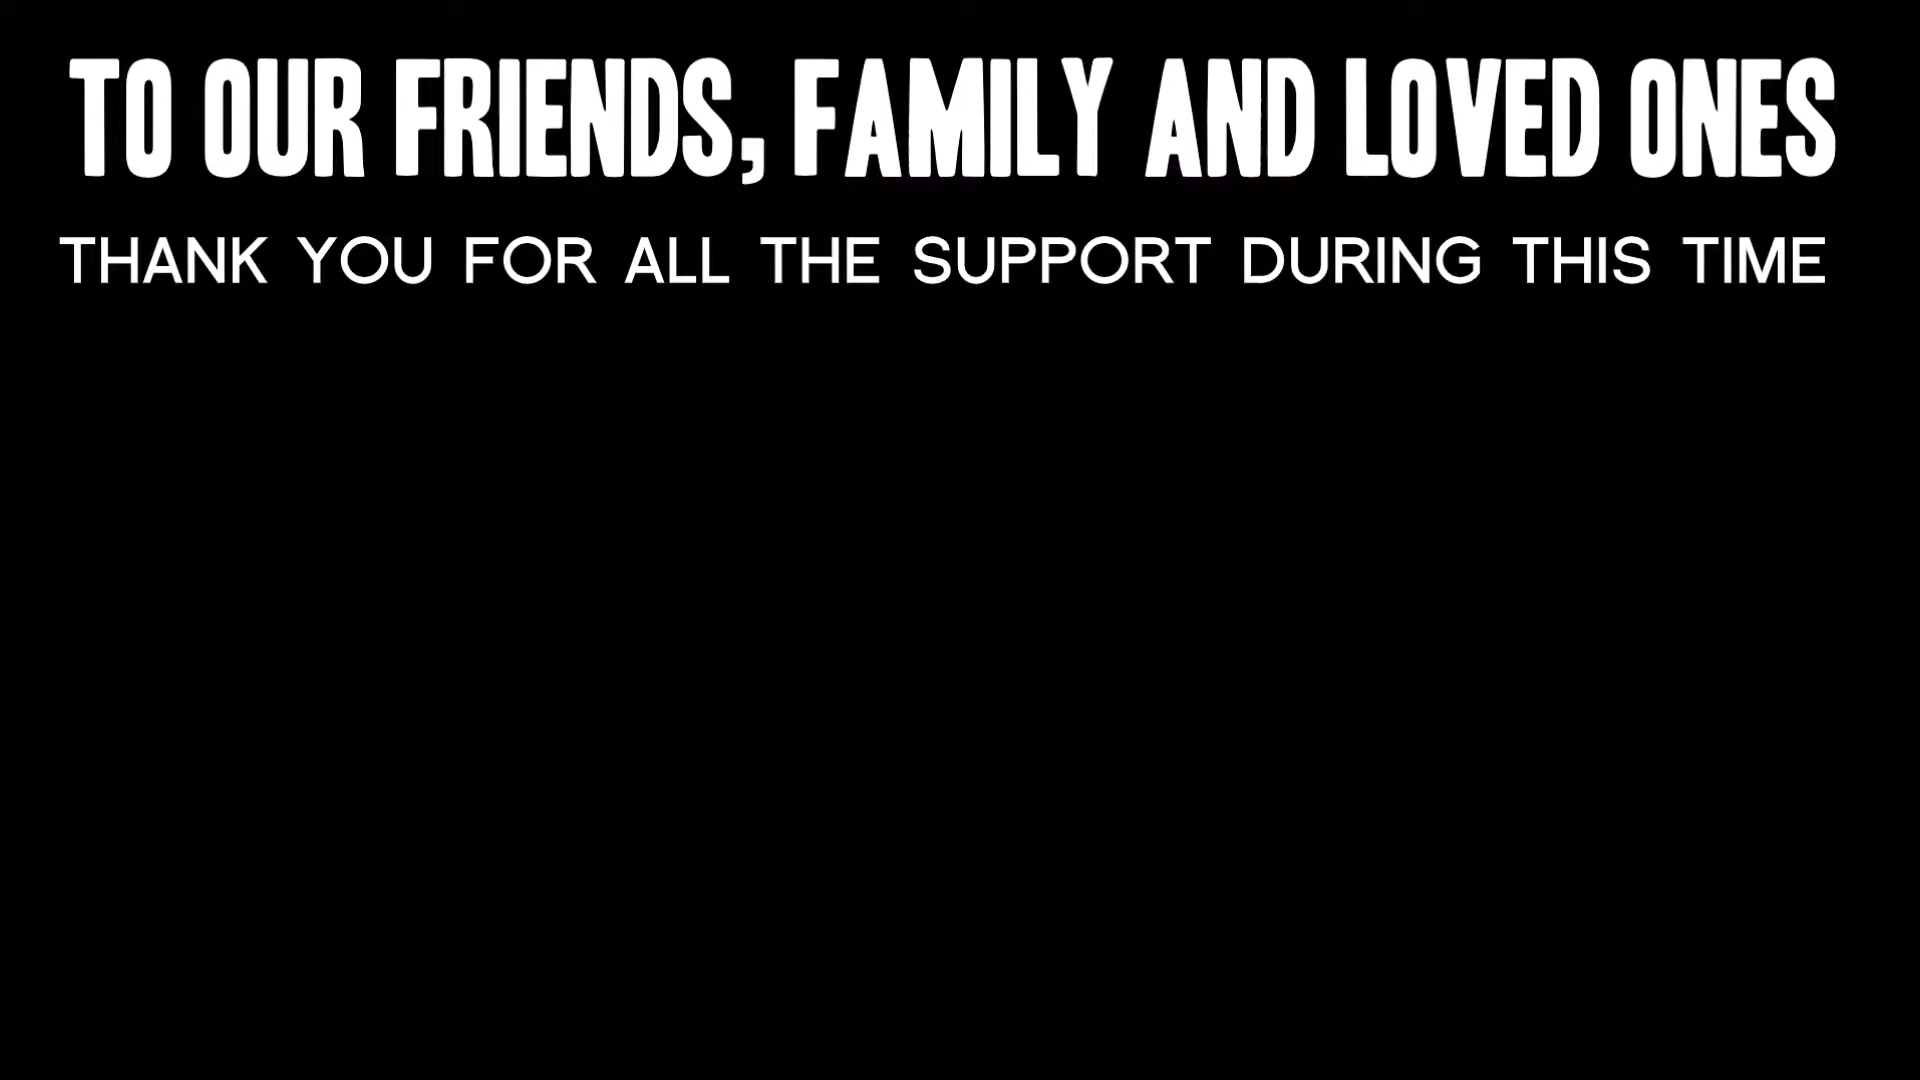 TO OUR FRIENDS, FAMILY AND LOVED ONES
THANK YOU FOR ALL THE SUPPORT DURING THIS TIME